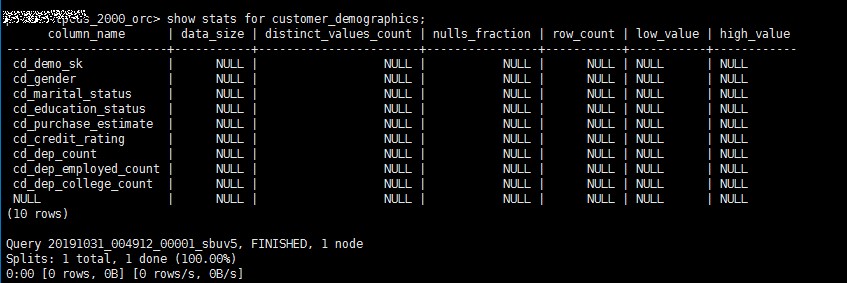 _2000_orc> show stats for customer_demographics;
      column_name      | data_size | distinct_values_count | nulls_fraction | row_count | low_value | high_value
-----------------------+-----------+-----------------------+----------------+-----------+-----------+------------
 cd_demo_sk            |      NULL |                  NULL |           NULL |      NULL | NULL      | NULL
 cd_gender             |      NULL |                  NULL |           NULL |      NULL | NULL      | NULL
 cd_marital_status     |      NULL |                  NULL |           NULL |      NULL | NULL      | NULL
 cd_education_status   |      NULL |                  NULL |           NULL |      NULL | NULL      | NULL
 cd_purchase_estimate  |      NULL |                  NULL |           NULL |      NULL | NULL      | NULL
 cd_credit_rating      |      NULL |                  NULL |           NULL |      NULL | NULL      | NULL
 cd_dep_count          |      NULL |                  NULL |           NULL |      NULL | NULL      | NULL
 cd_dep_employed_count |      NULL |                  NULL |           NULL |      NULL | NULL      | NULL
 cd_dep_college_count  |      NULL |                  NULL |           NULL |      NULL | NULL      | NULL
 NULL                  |      NULL |                  NULL |           NULL |      NULL | NULL      | NULL
(10 rows)
Query 20191031_004912_00001_sbuv5, FINISHED, 1 node
Splits: 1 total, 1 done (100.00%)
0:00 [0 rows, 0B] [0 rows/s, 0B/s]